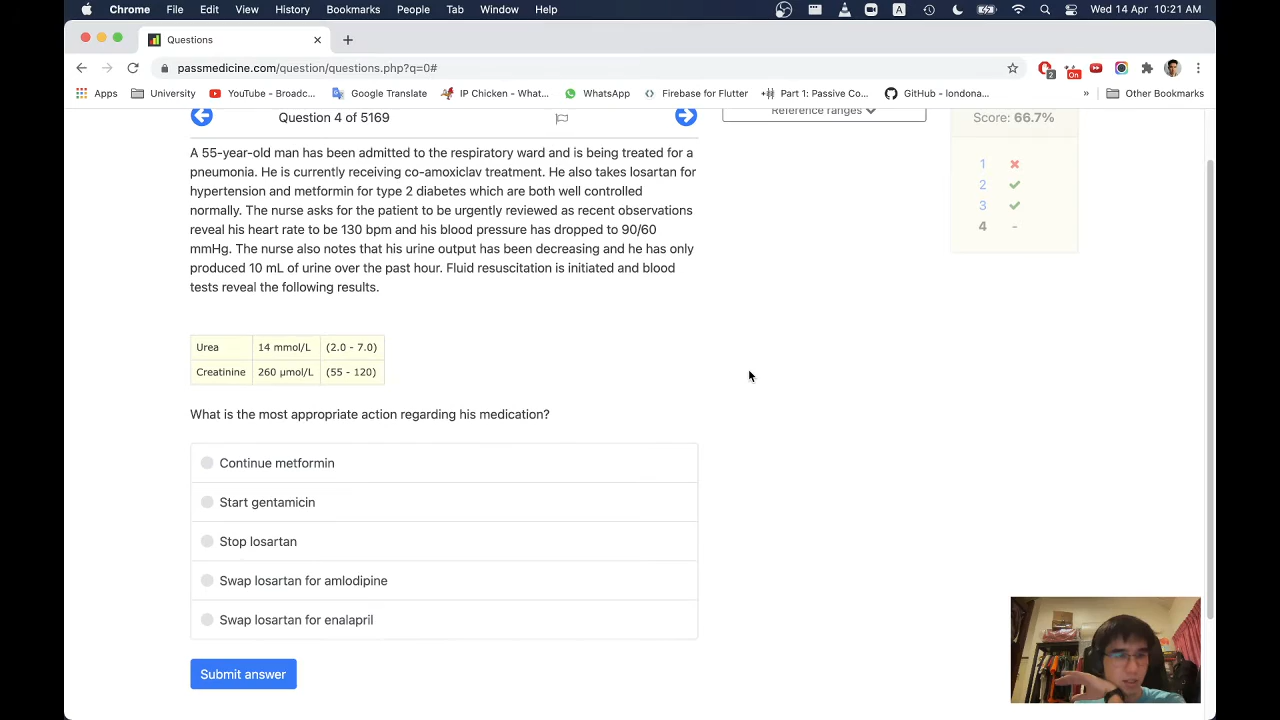 Chrome File Edit View History Bookmarks People Tab Window Help A Wed 14 Apr 10:21 AM
Questions
passmedicine.com/question/questions.php?q=0#
2 On
Apps University YouTube - Broadc... Google Translate IP Chicken - What... WhatsApp Firebase for Flutter Part 1: Passive Co... GitHub - londona... » Other Bookmarks
Question 4 of 5169
Reference ranges
Score: 66.7%
1
2
3
4 -
A 55-year-old man has been admitted to the respiratory ward and is being treated for a
pneumonia. He is currently receiving co-amoxiclav treatment. He also takes losartan for
hypertension and metformin for type 2 diabetes which are both well controlled
normally. The nurse asks for the patient to be urgently reviewed as recent observations
reveal his heart rate to be 130 bpm and his blood pressure has dropped to 90/60
mmHg. The nurse also notes that his urine output has been decreasing and he has only
produced 10 mL of urine over the past hour. Fluid resuscitation is initiated and blood
tests reveal the following results.
Urea 14 mmol/L (2.0 - 7.0)
Creatinine 260 µmol/L (55 - 120)
What is the most appropriate action regarding his medication?
Continue metformin
Start gentamicin
Stop losartan
Swap losartan for amlodipine
Swap losartan for enalapril
Submit answer